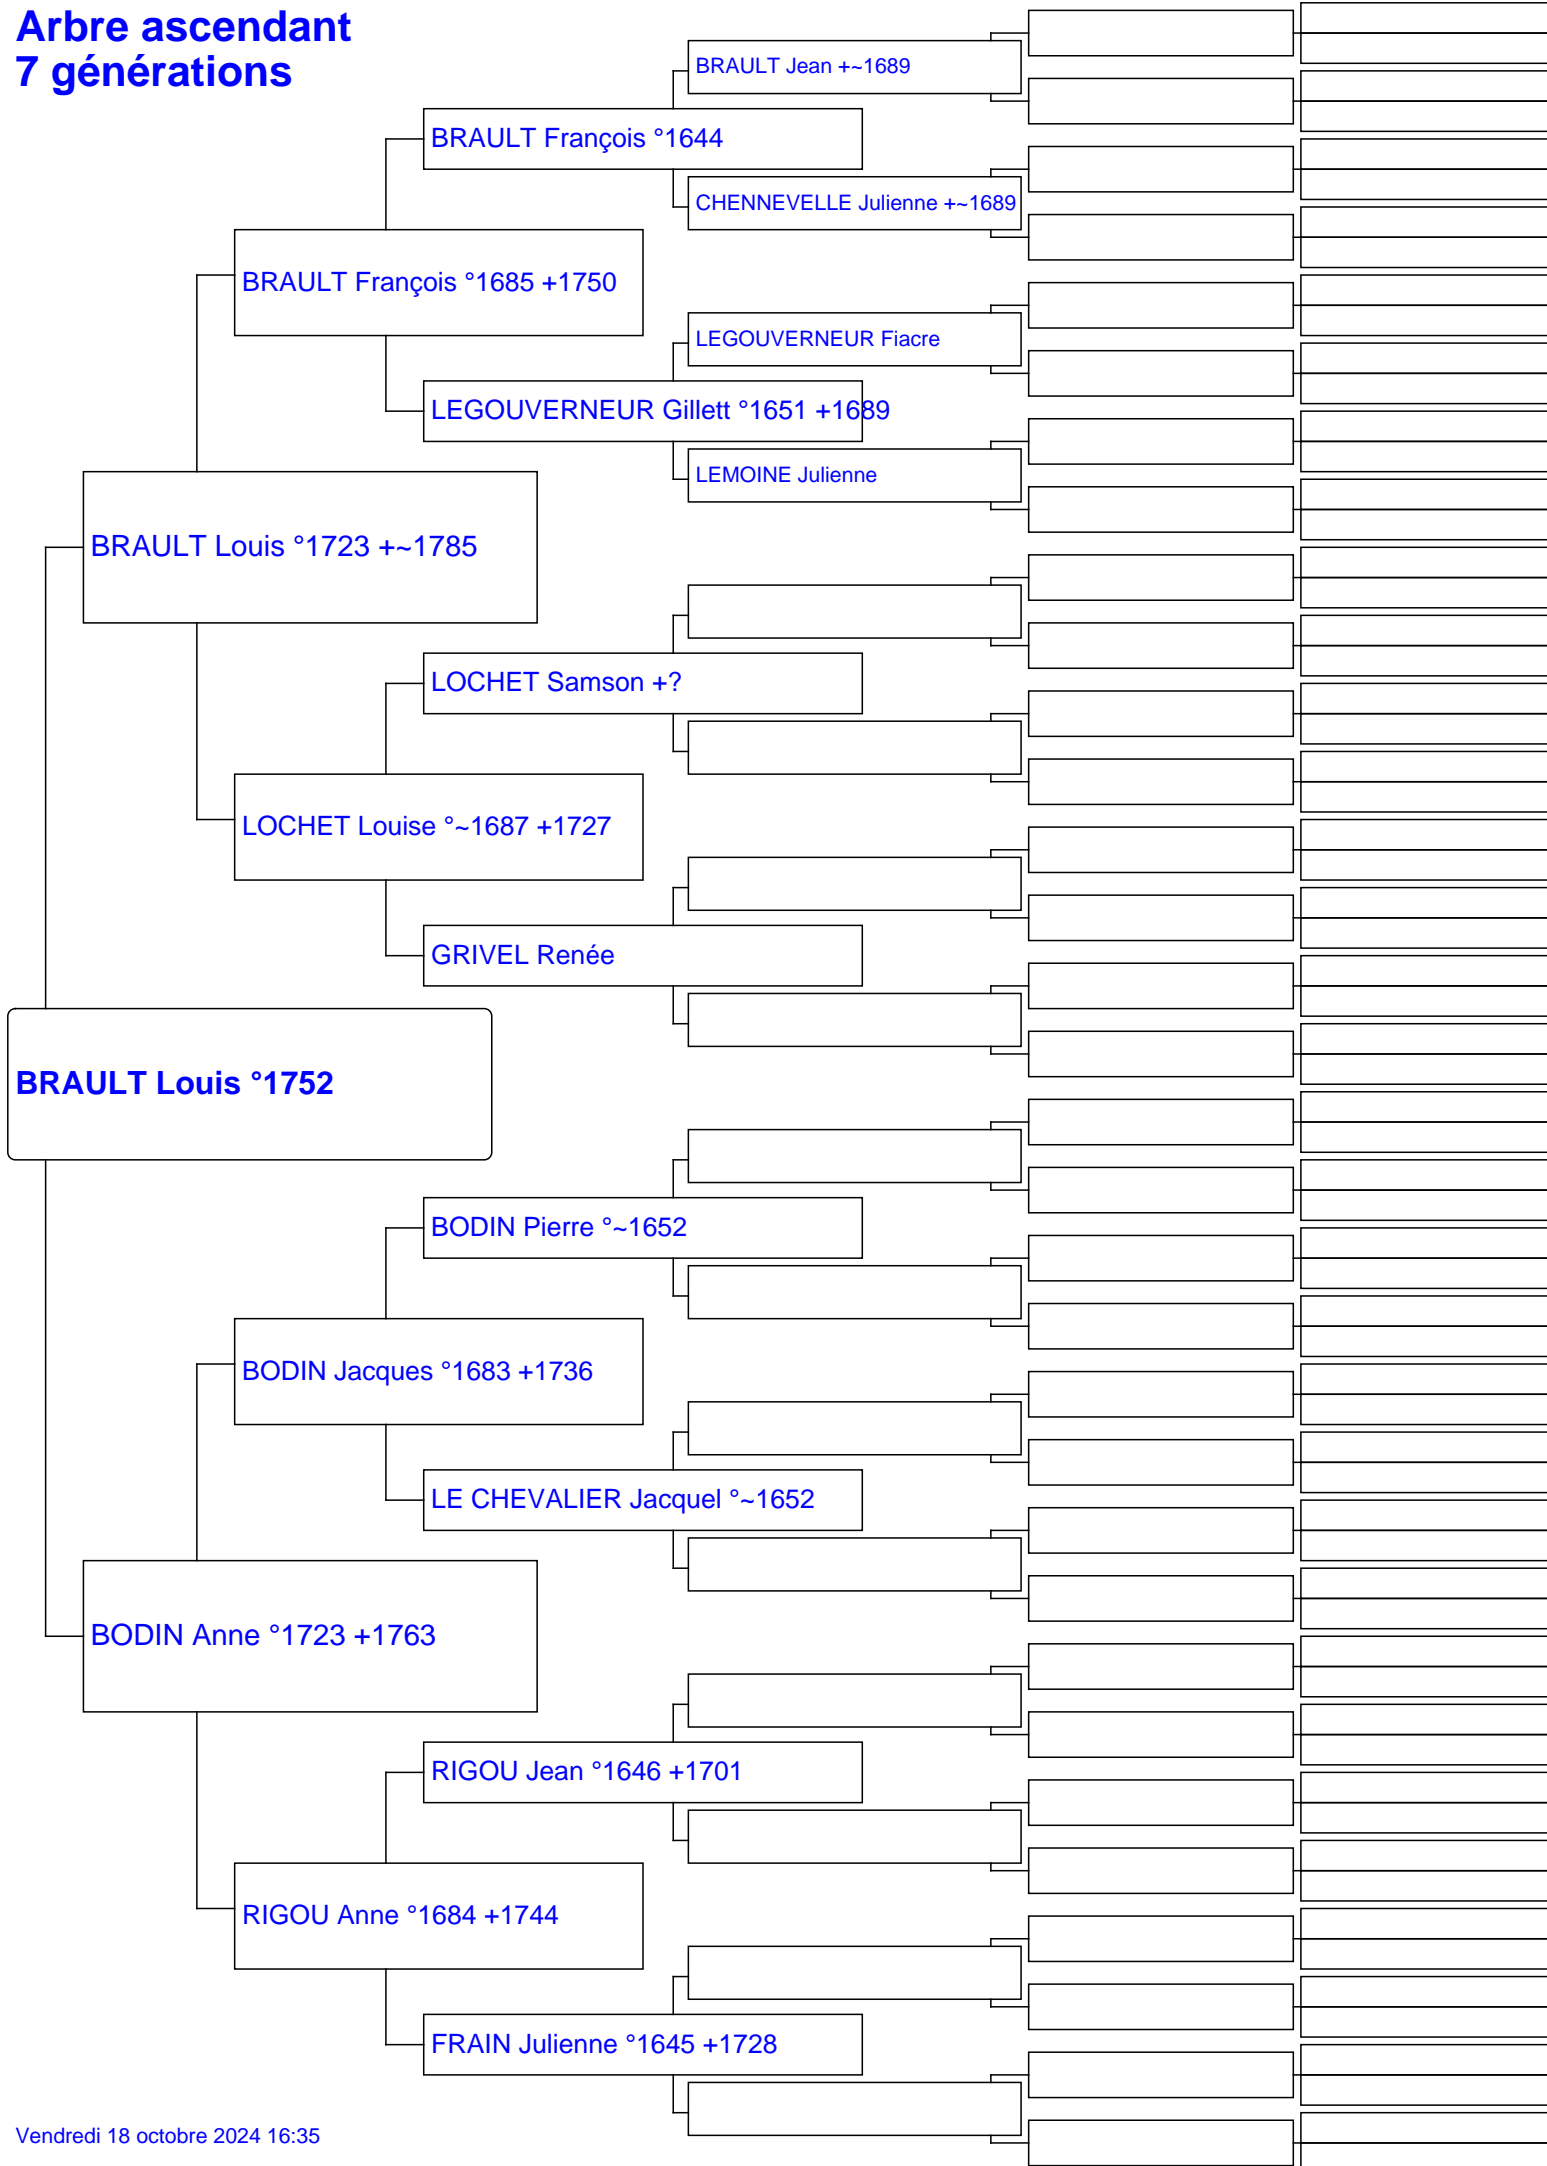 Arbre ascendant
7 générations
BRAULT Jean +~1689
BRAULT François °1644
CHENNEVELLE Julienne +~1689
BRAULT François °1685 +1750
LEGOUVERNEUR Fiacre
LEGOUVERNEUR Gillett °1651 +1689
LEMOINE Julienne
BRAULT Louis °1723 +~1785
LOCHET Samson +?
LOCHET Louise °~1687 +1727
GRIVEL Renée
BRAULT Louis °1752
BODIN Pierre °~1652
BODIN Jacques °1683 +1736
LE CHEVALIER Jacquel °~1652
BODIN Anne °1723 +1763
RIGOU Jean °1646 +1701
RIGOU Anne °1684 +1744
FRAIN Julienne °1645 +1728
Vendredi 18 octobre 2024 16:35